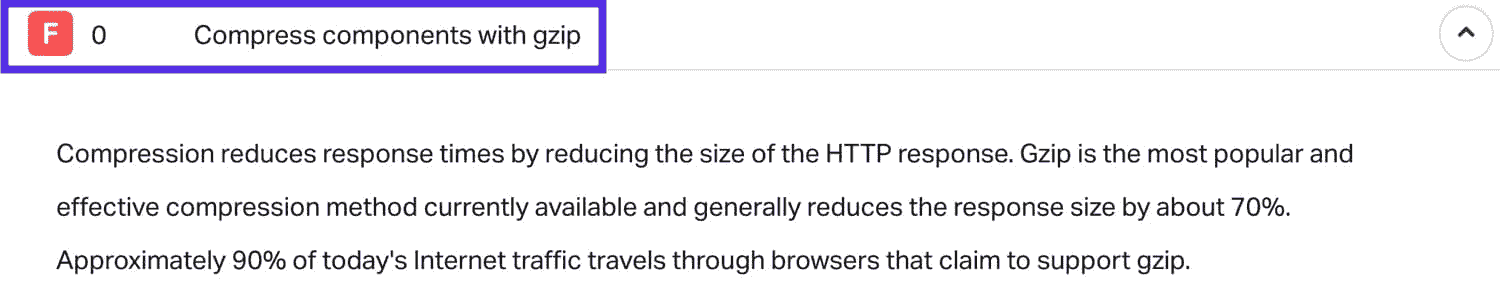 F 0 Compress components with gzip
Compression reduces response times by reducing the size of the HTTP response. Gzip is the most popular and
effective compression method currently available and generally reduces the response size by about 70%.
Approximately 90% of today's Internet traffic travels through browsers that claim to support gzip.